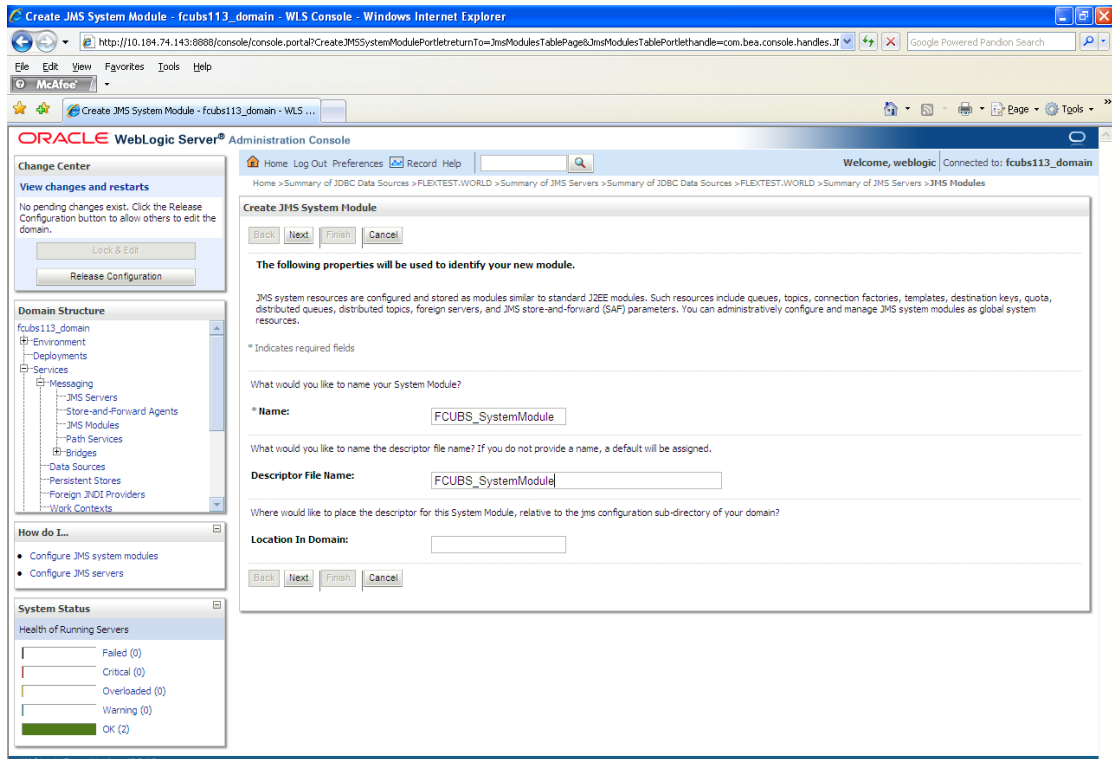 Create JMS System Module - fcubs113_domain - WLS Console - Windows Internet Explorer
http://10.184.74.143:8888/console/console.portal?CreateJMSSystemModulePortletreturnTo=JmsModulesTablePage&JmsModulesTablePortlethandle=com.bea.console.handles.JM
Google Powered Pandion Search
File Edit View Favorites Tools Help
McAfee
Create JMS System Module - fcubs113_domain - WLS ...
Page Tools
ORACLE WebLogic Server® Administration Console
Change Center
View changes and restarts
No pending changes exist. Click the Release
Configuration button to allow others to edit the
domain.
Lock & Edit
Release Configuration
Domain Structure
fcubs113_domain
Environment
Deployments
Services
Messaging
JMS Servers
Store-and-Forward Agents
JMS Modules
Path Services
Bridges
Data Sources
Persistent Stores
Foreign JNDI Providers
Work Contexts
How do I...
Configure JMS system modules
Configure JMS servers
System Status
Health of Running Servers
Failed (0)
Critical (0)
Overloaded (0)
Warning (0)
OK (2)
Home Log Out Preferences Record Help
Welcome, weblogic Connected to: fcubs113_domain
Home >Summary of JDBC Data Sources >FLEXTEST.WORLD >Summary of JMS Servers >Summary of JDBC Data Sources >FLEXTEST.WORLD >Summary of JMS Servers >JMS Modules
Create JMS System Module
Back Next Finish Cancel
The following properties will be used to identify your new module.
JMS system resources are configured and stored as modules similar to standard J2EE modules. Such resources include queues, topics, connection factories, templates, destination keys, quota,
distributed queues, distributed topics, foreign servers, and JMS store-and-forward (SAF) parameters. You can administratively configure and manage JMS system modules as global system
resources.
* Indicates required fields
What would you like to name your System Module?
* Name: FCUBS_SystemModule
What would you like to name the descriptor file name? If you do not provide a name, a default will be assigned.
Descriptor File Name: FCUBS_SystemModule
Where would like to place the descriptor for this System Module, relative to the jms configuration sub-directory of your domain?
Location In Domain:
Back Next Finish Cancel